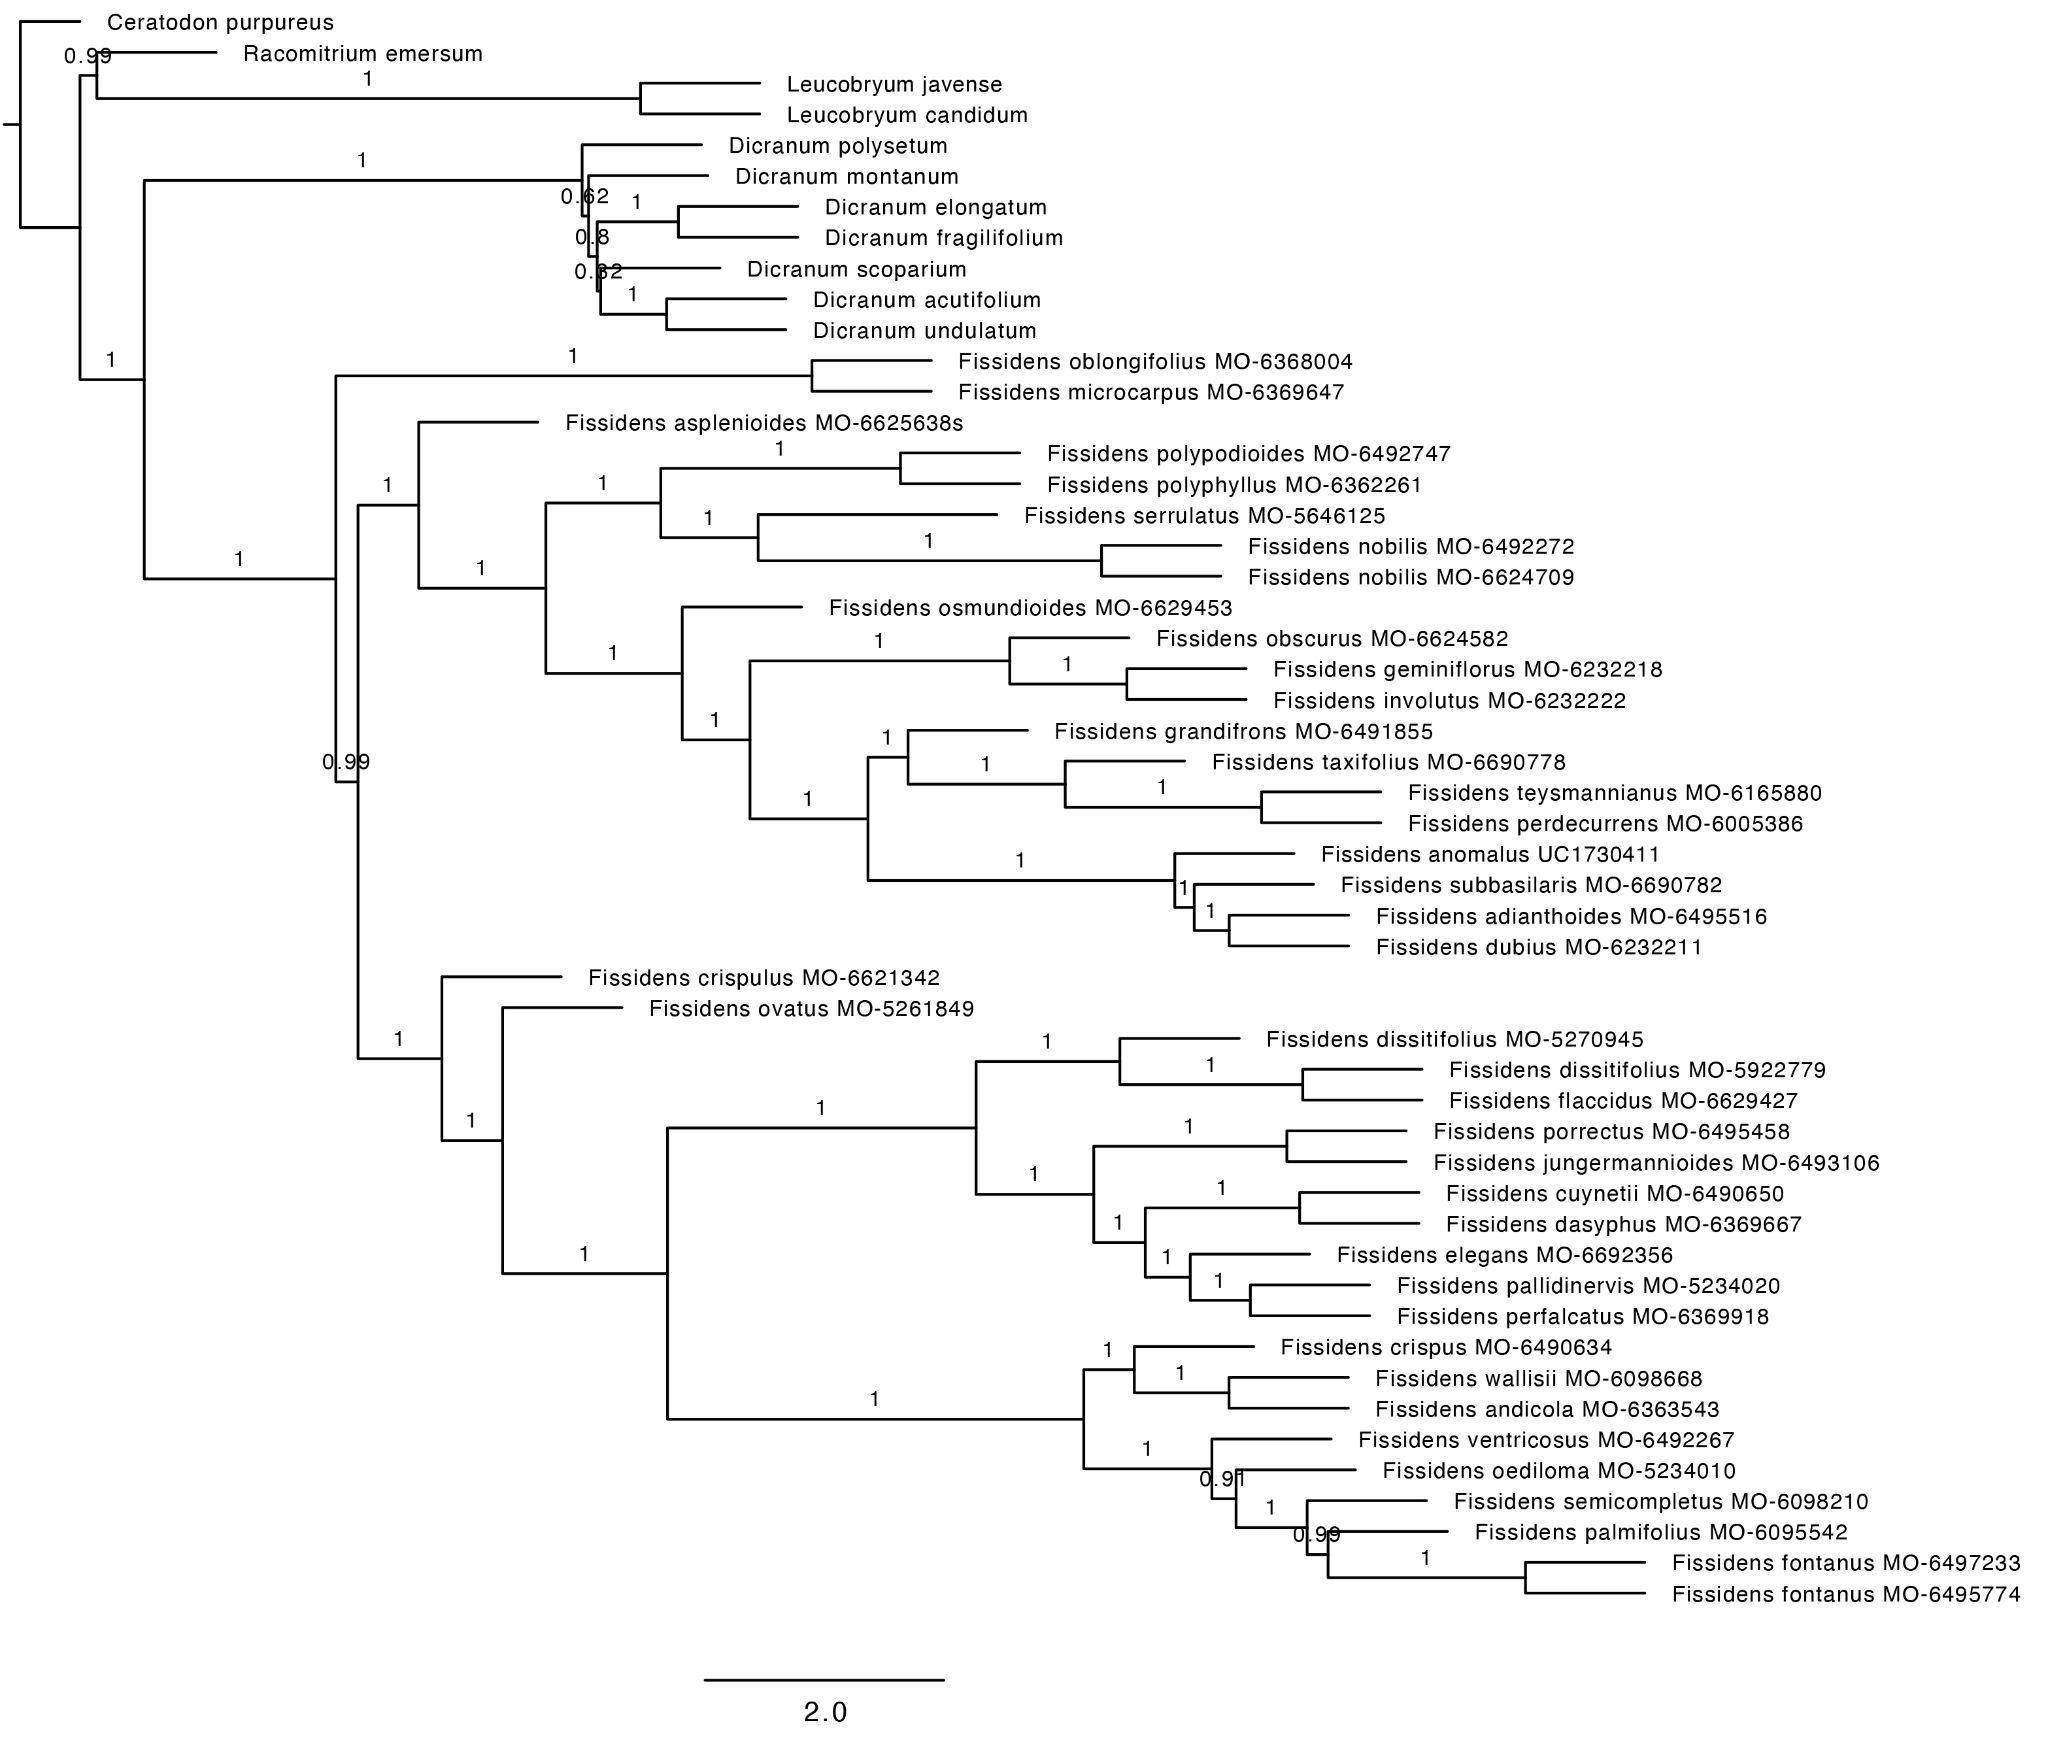 Ceratodon purpureus
0.99
Racomitrium emersum
1
Leucobryum javense
Leucobryum candidum
Dicranum polysetum
1
Dicranum montanum
0.62
1
Dicranum elongatum
0.8
Dicranum fragilifolium
Dicranum scoparium
1
Dicranum acutifolium
Dicranum undulatum
1
1
Fissidens oblongifolius MO-6368004
Fissidens microcarpus MO-6369647
Fissidens asplenioides MO-6625638s
1
Fissidens polypodioides MO-6492747
1
1
Fissidens polyphyllus MO-6362261
1
Fissidens serrulatus MO-5646125
1
Fissidens nobilis MO-6492272
1
1
Fissidens nobilis MO-6624709
Fissidens osmundioides MO-6629453
1
Fissidens obscurus MO-6624582
1
1
Fissidens geminiflorus MO-6232218
Fissidens involutus MO-6232222
1
1
Fissidens grandifrons MO-6491855
0.99
1
Fissidens taxifolius MO-6690778
1
1
Fissidens teysmannianus MO-6165880
Fissidens perdecurrens MO-6005386
1
Fissidens anomalus UC1730411
1
Fissidens subbasilaris MO-6690782
1
Fissidens adianthoides MO-6495516
Fissidens dubius MO-6232211
Fissidens crispulus MO-6621342
Fissidens ovatus MO-5261849
1
1
Fissidens dissitifolius MO-5270945
1
Fissidens dissitifolius MO-5922779
Fissidens flaccidus MO-6629427
1
1
1
Fissidens porrectus MO-6495458
Fissidens jungermannioides MO-6493106
1
1
Fissidens cuynetii MO-6490650
1
Fissidens dasyphus MO-6369667
1
1
Fissidens elegans MO-6692356
1
Fissidens pallidinervis MO-5234020
Fissidens perfalcatus MO-6369918
1
Fissidens crispus MO-6490634
1
Fissidens wallisii MO-6098668
1
Fissidens andicola MO-6363543
1
Fissidens ventricosus MO-6492267
0.91
Fissidens oediloma MO-5234010
1
Fissidens semicompletus MO-6098210
0.99
Fissidens palmifolius MO-6095542
1
Fissidens fontanus MO-6497233
Fissidens fontanus MO-6495774
2.0